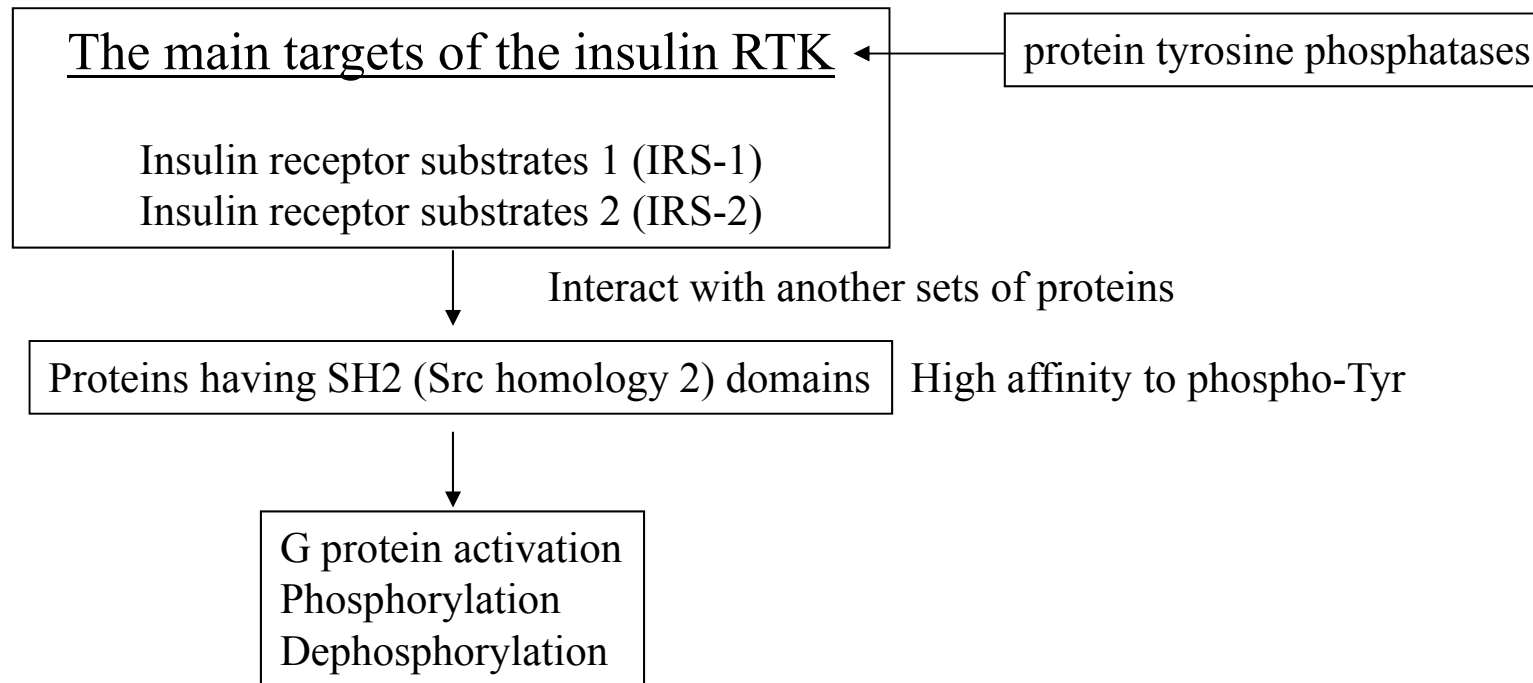 The main targets of the insulin RTK
protein tyrosine phosphatases
Insulin receptor substrates 1 (IRS-1)
Insulin receptor substrates 2 (IRS-2)
Interact with another sets of proteins
Proteins having SH2 (Src homology 2) domains
High affinity to phospho-Tyr
G protein activation
Phosphorylation
Dephosphorylation